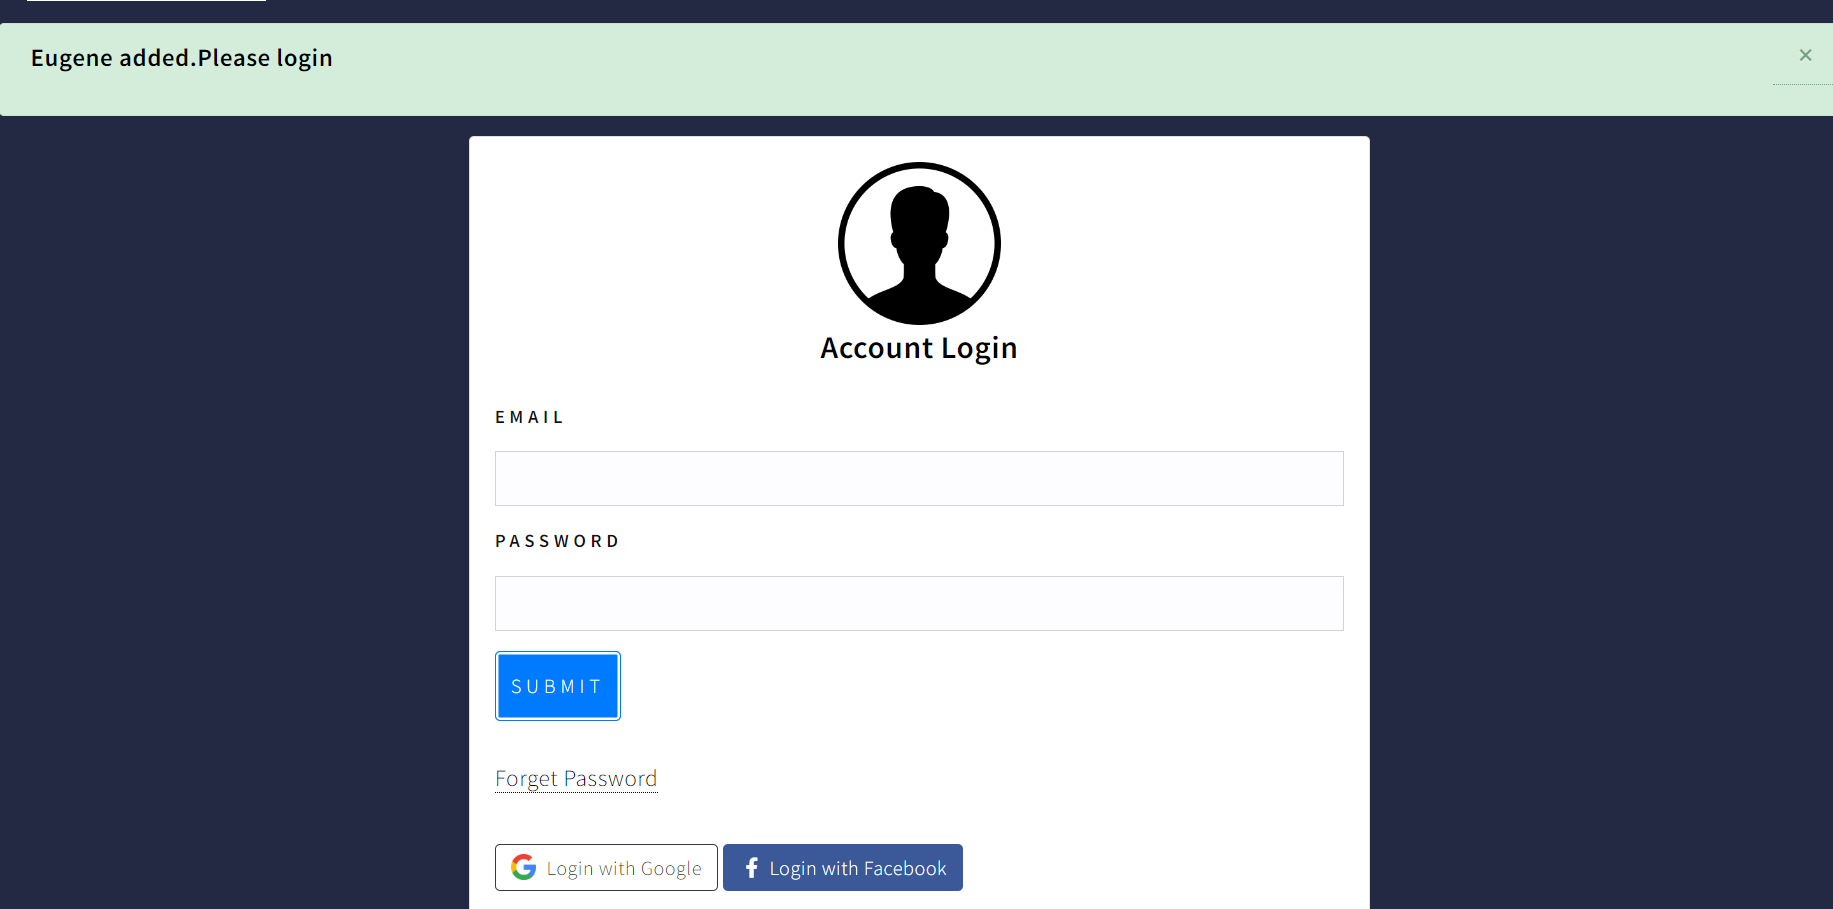 Eugene added.Please login
×
Account Login
EMAIL
PASSWORD
SUBMIT
Forget Password
Login with Google
Login with Facebook